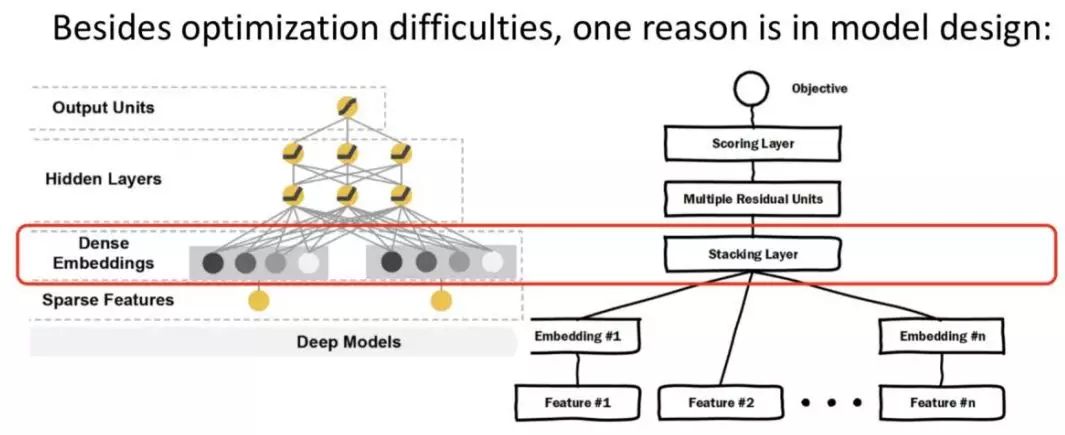 Besides optimization difficulties, one reason is in model design:
Output Units
Hidden Layers
Dense
Embeddings
Sparse Features
Deep Models
Objective
Scoring Layer
Multiple Residual Units
Stacking Layer
Embedding #1
Embedding #n
Feature #1
Feature #2
Feature #n